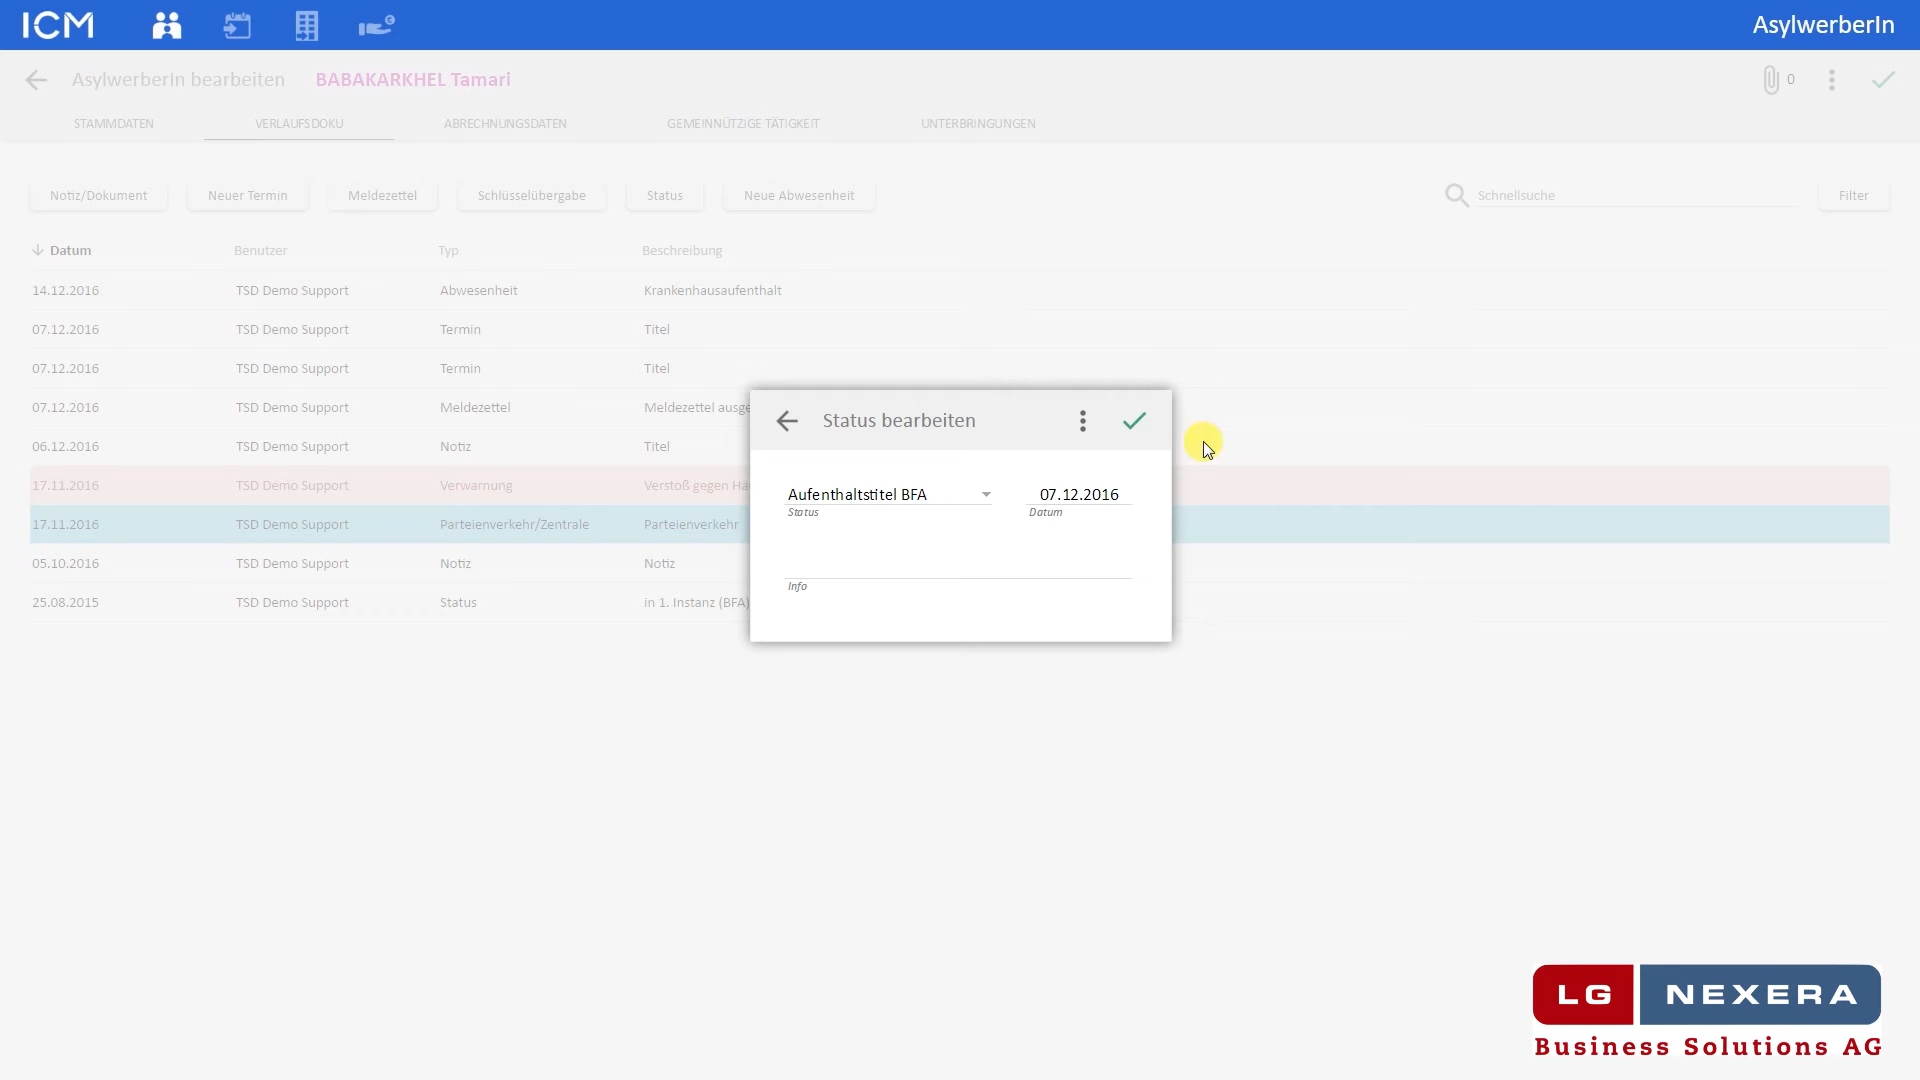 ICM
AsylwerberIn
AsylwerberIn bearbeiten BABAKARKHEL Tamari 0
STAMMDATEN VERLAUFSDOKU ABRECHNUNGSDATEN GEMEINNÜTZIGE TÄTIGKEIT UNTERBRINGUNGEN
Notiz/Dokument Neuer Termin Meldezettel Schlüsselübergabe Status Neue Abwesenheit Schnellsuche Filter
Datum Benutzer Typ Beschreibung
14.12.2016 TSD Demo Support Abwesenheit Krankenhausaufenthalt
07.12.2016 TSD Demo Support Termin Titel
07.12.2016 TSD Demo Support Termin Titel
07.12.2016 TSD Demo Support Meldezettel Meldezettel ausge
06.12.2016 TSD Demo Support Notiz Titel
17.11.2016 TSD Demo Support Verwarnung Verstoß gegen Ha
17.11.2016 TSD Demo Support Parteienverkehr/Zentrale Parteienverkehr
05.10.2016 TSD Demo Support Notiz Notiz
25.08.2015 TSD Demo Support Status in 1. Instanz (BFA)
Status bearbeiten
Aufenthaltstitel BFA 07.12.2016
Status Datum
Info
LG NEXERA
Business Solutions AG